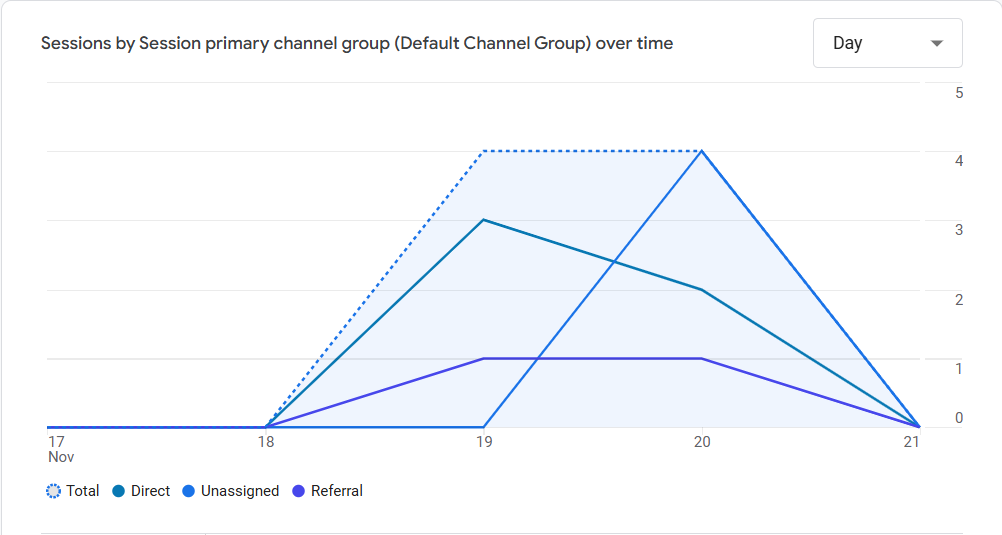 Sessions by Session primary channel group (Default Channel Group) over time
Day
5
4
3
2
1
0
17 18 19 20 21
Nov
Total Direct Unassigned Referral